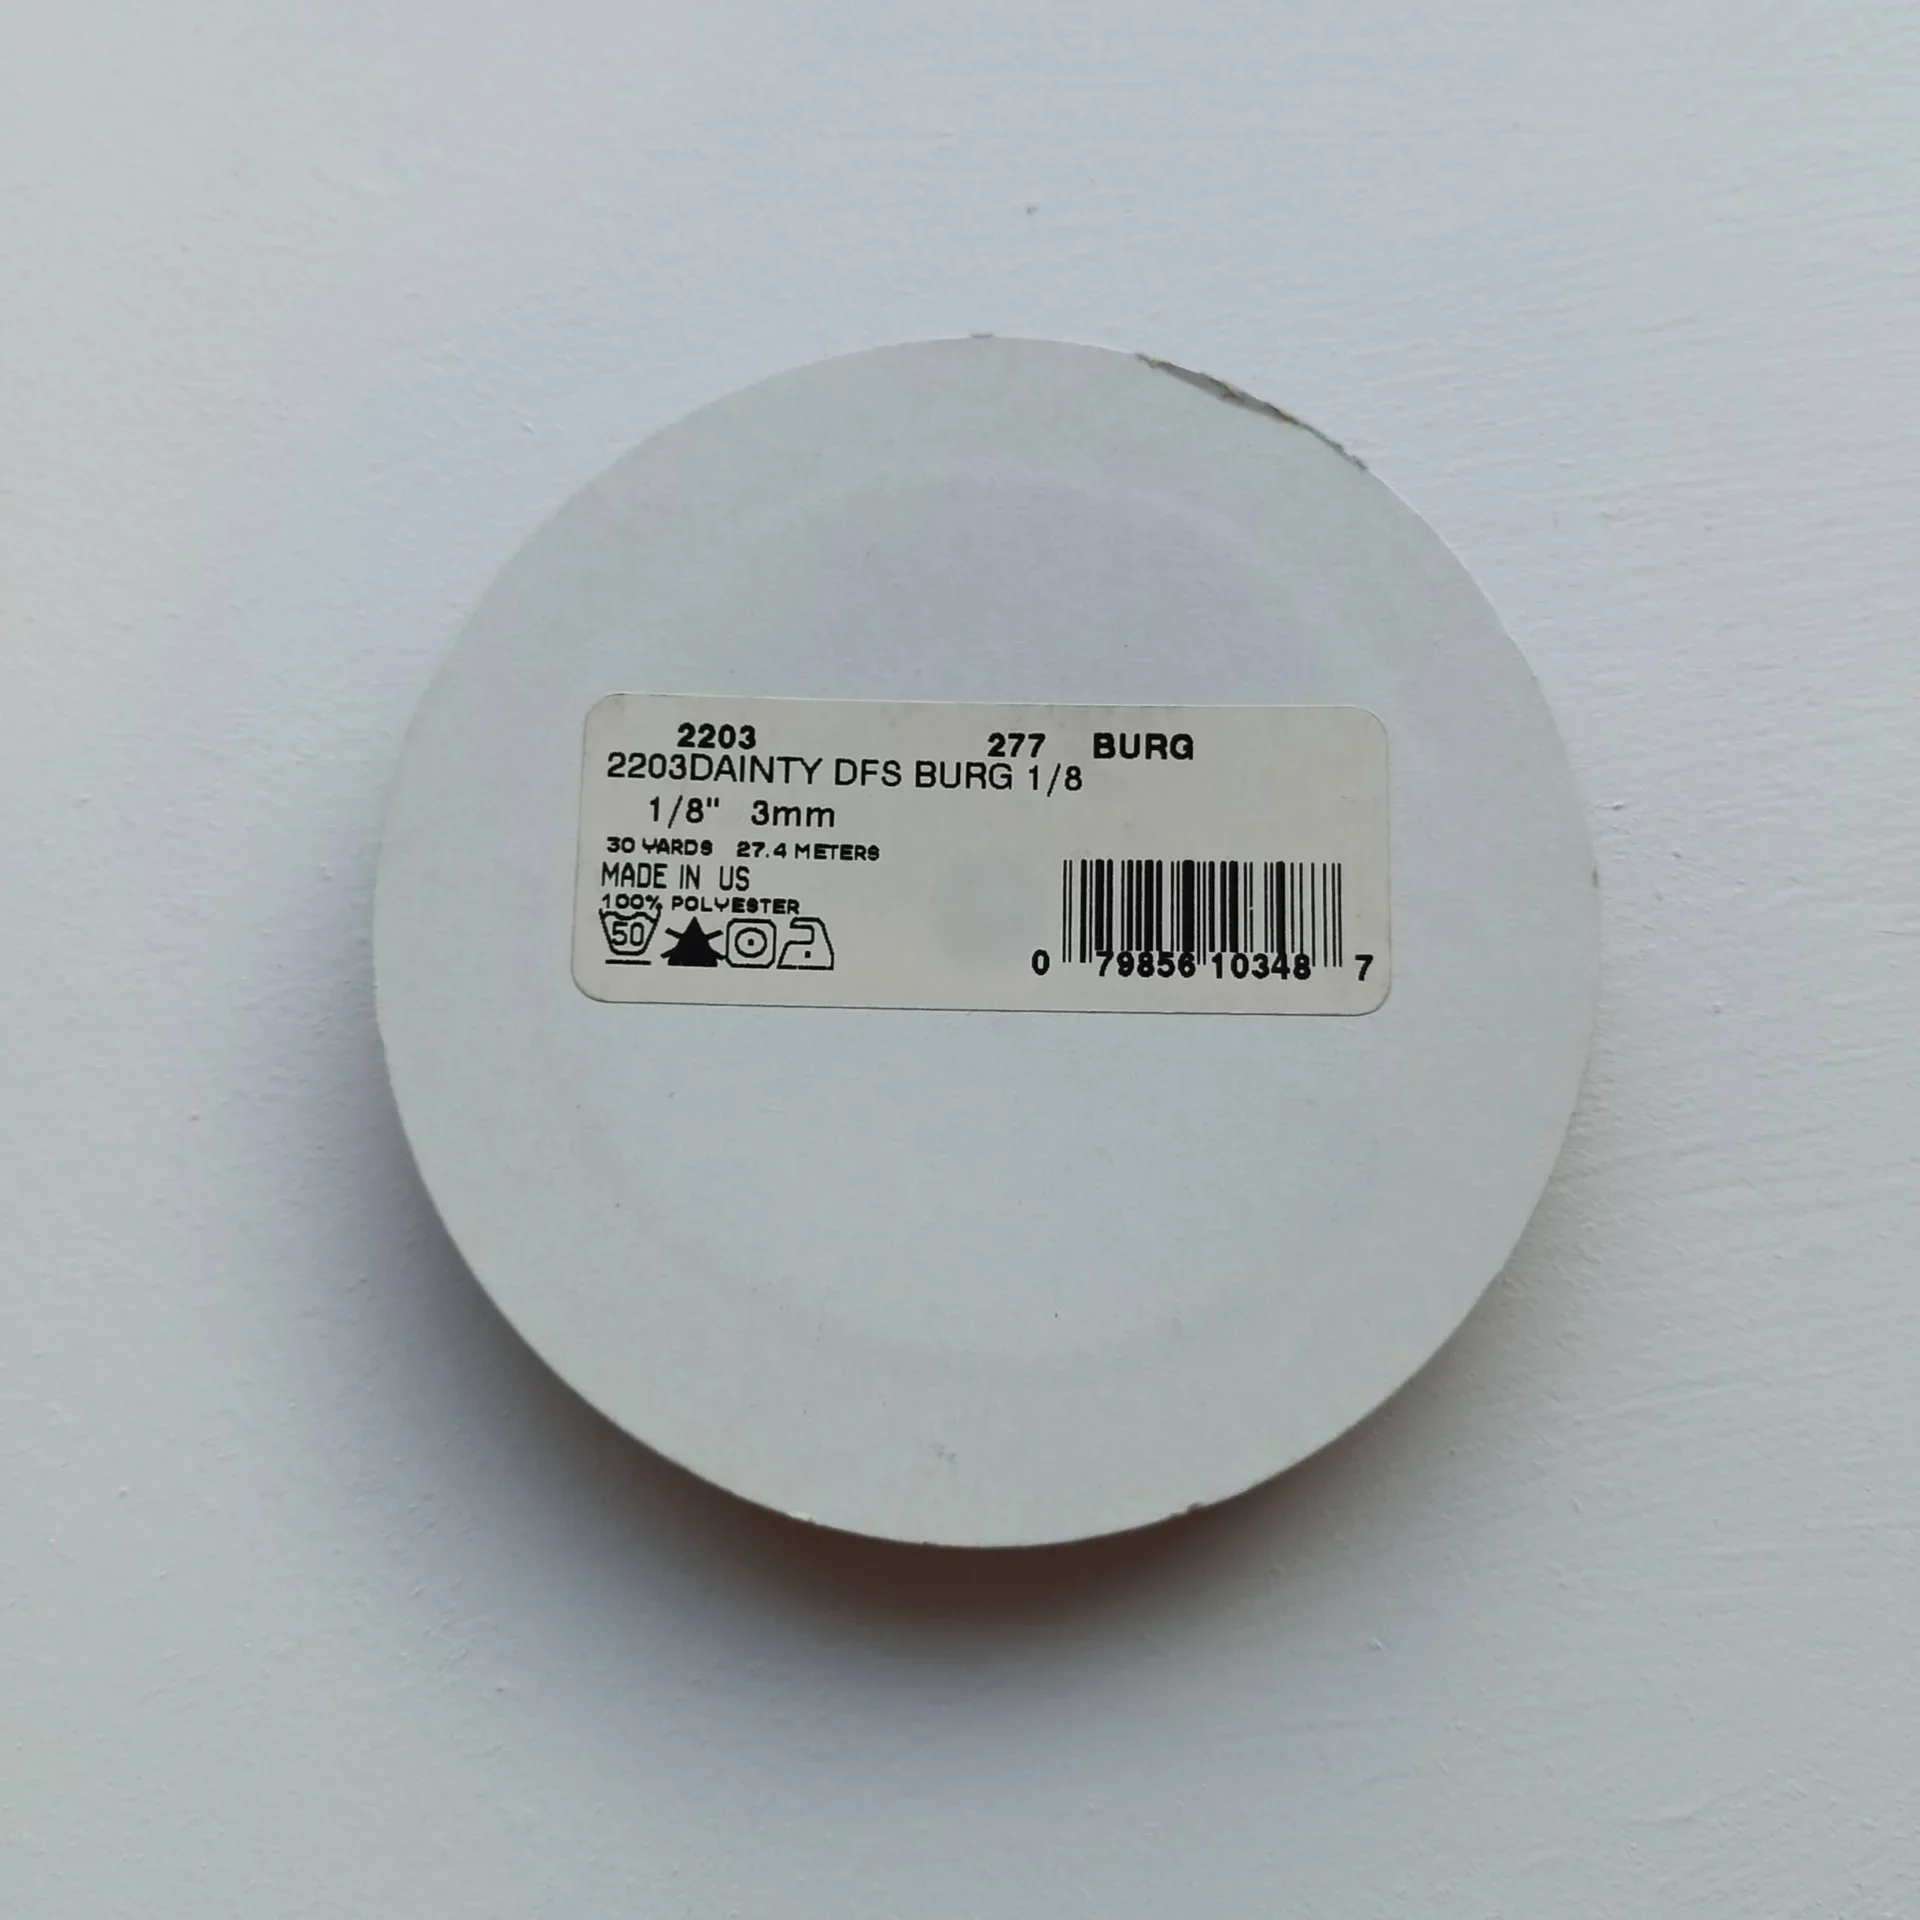 2203 277 BURG
2203DAINTY DFS BURG 1/8
1/8" 3mm
30 YARDS 27.4 METERS
MADE IN US
100% POLYESTER
50
0 79856 10348 7